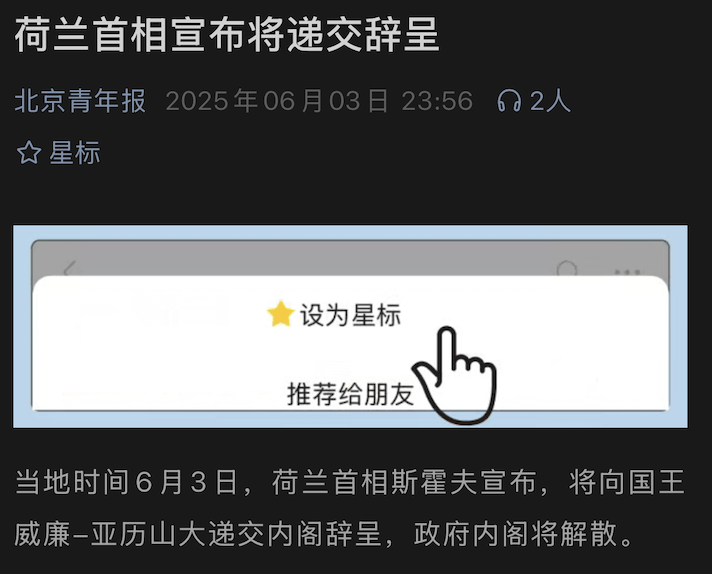 荷兰首相宣布将递交辞呈
北京青年报 2025年06月03日 23:56 2人
星标
设为星标
推荐给朋友
当地时间6月3日，荷兰首相斯霍夫宣布，将向国王
威廉-亚历山大递交内阁辞呈，政府内阁将解散。